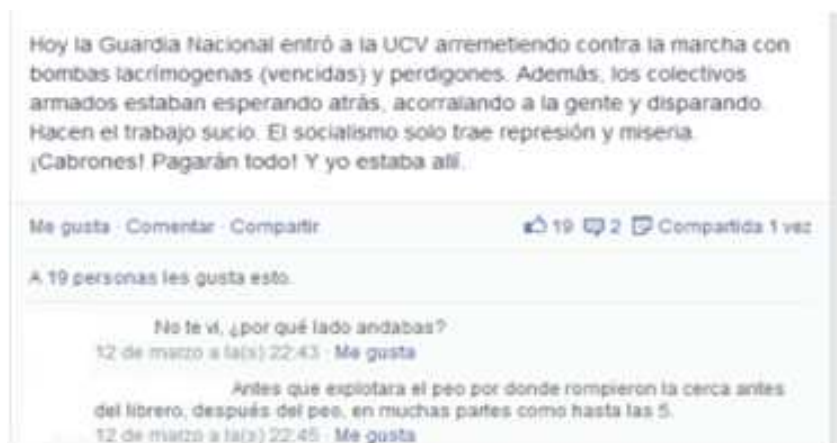 Hoy la Guardia Nacional entró a la UCV arremetiendo contra la marcha con
bombas lacrímogenas (vencidas) y perdigones. Además, los colectivos
armados estaban esperando atrás, acorralando a la gente y disparando.
Hacen el trabajo sucio. El socialismo solo trae represión y miseria.
¡Cabrones! Pagarán todo! Y yo estaba allí.
Me gusta · Comentar · Compartir 19 2 Compartida 1 vez
A 19 personas les gusta esto.
No te vi, ¿por qué lado andabas?
12 de marzo a la(s) 22:43 · Me gusta
Antes que explotara el peo por donde rompieron la cerca antes
del librero, después del peo, en muchas partes como hasta las 5.
12 de marzo a la(s) 22:45 · Me gusta